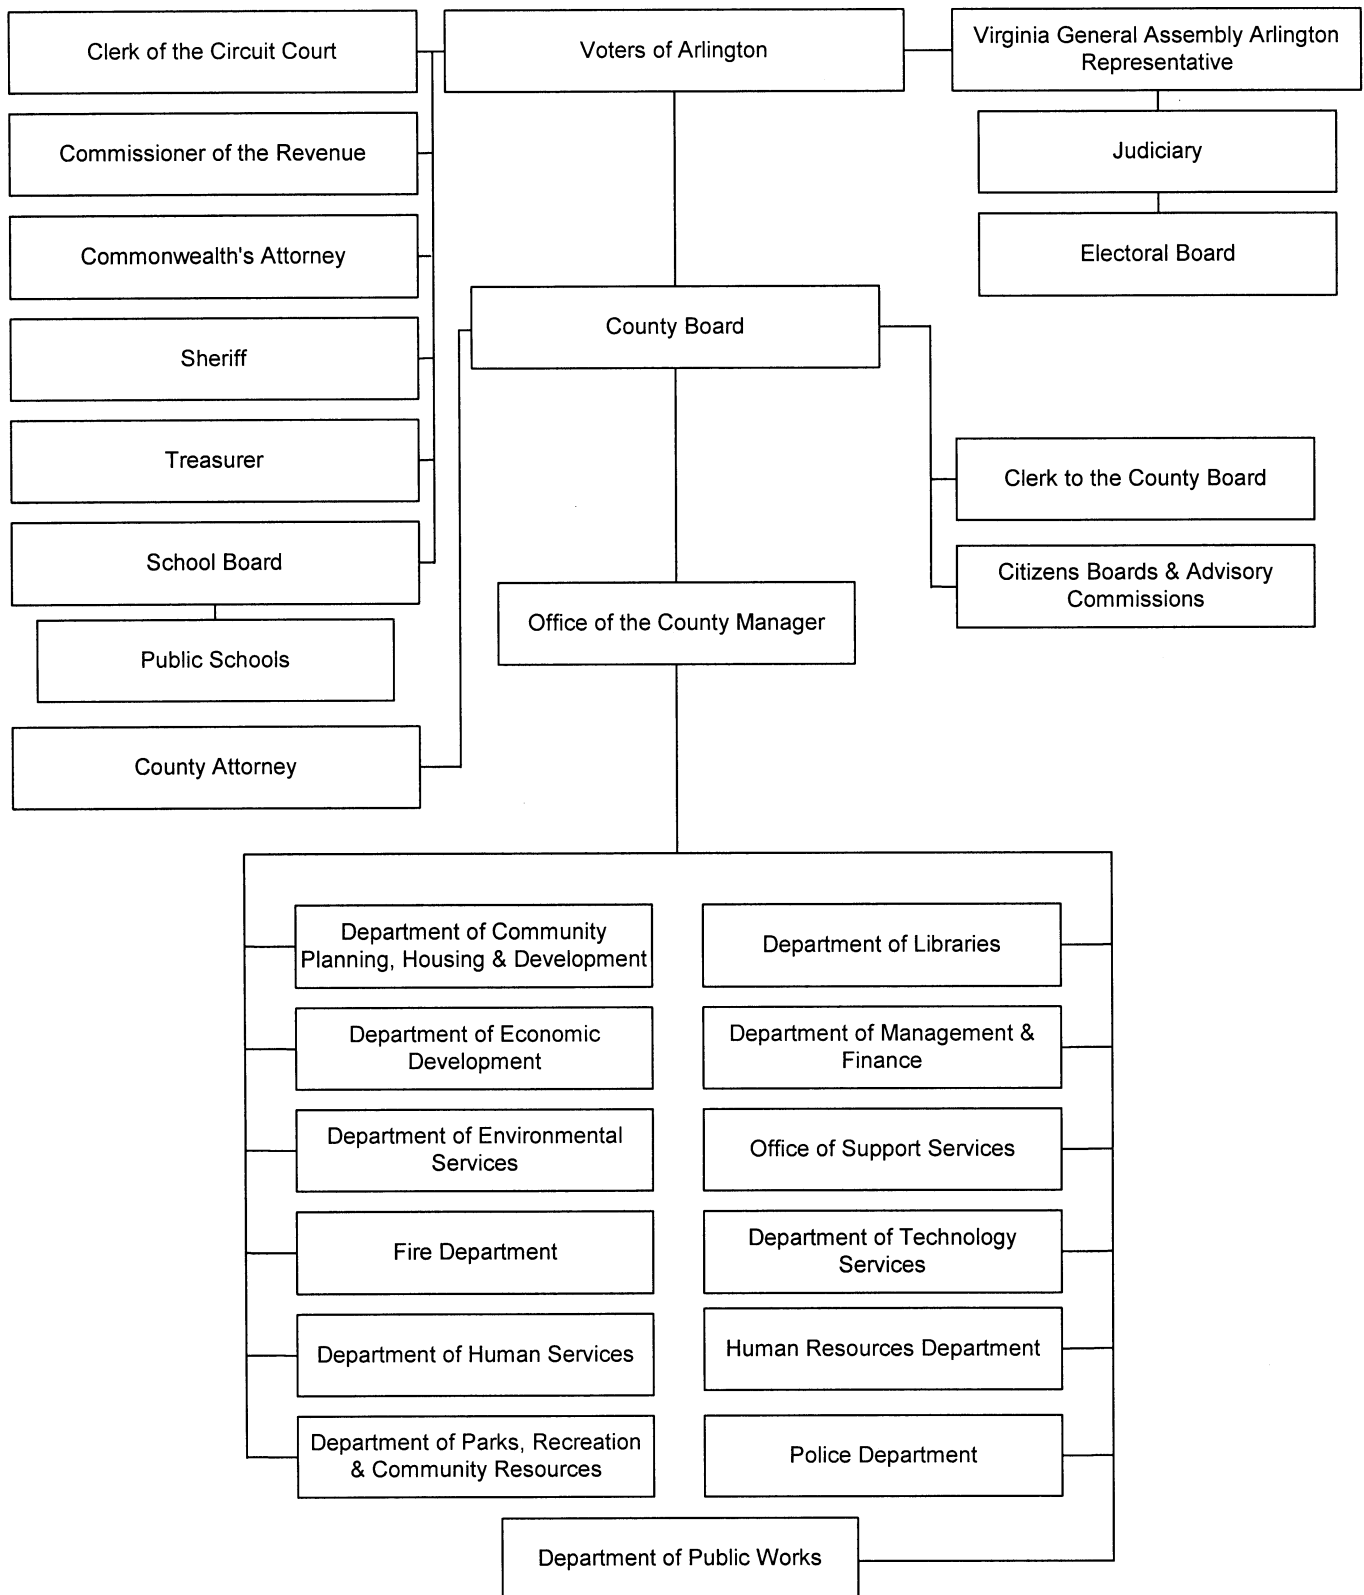 Clerk of the Circuit Court
Voters of Arlington
Virginia General Assembly Arlington
Representative
Commissioner of the Revenue
Judiciary
Commonwealth's Attorney
Electoral Board
County Board
Sheriff
Treasurer
Clerk to the County Board
School Board
Citizens Boards & Advisory
Commissions
Office of the County Manager
Public Schools
County Attorney
Department of Community
Planning, Housing & Development
Department of Libraries
Department of Economic
Development
Department of Management &
Finance
Department of Environmental
Services
Office of Support Services
Fire Department
Department of Technology
Services
Department of Human Services
Human Resources Department
Department of Parks, Recreation
& Community Resources
Police Department
Department of Public Works